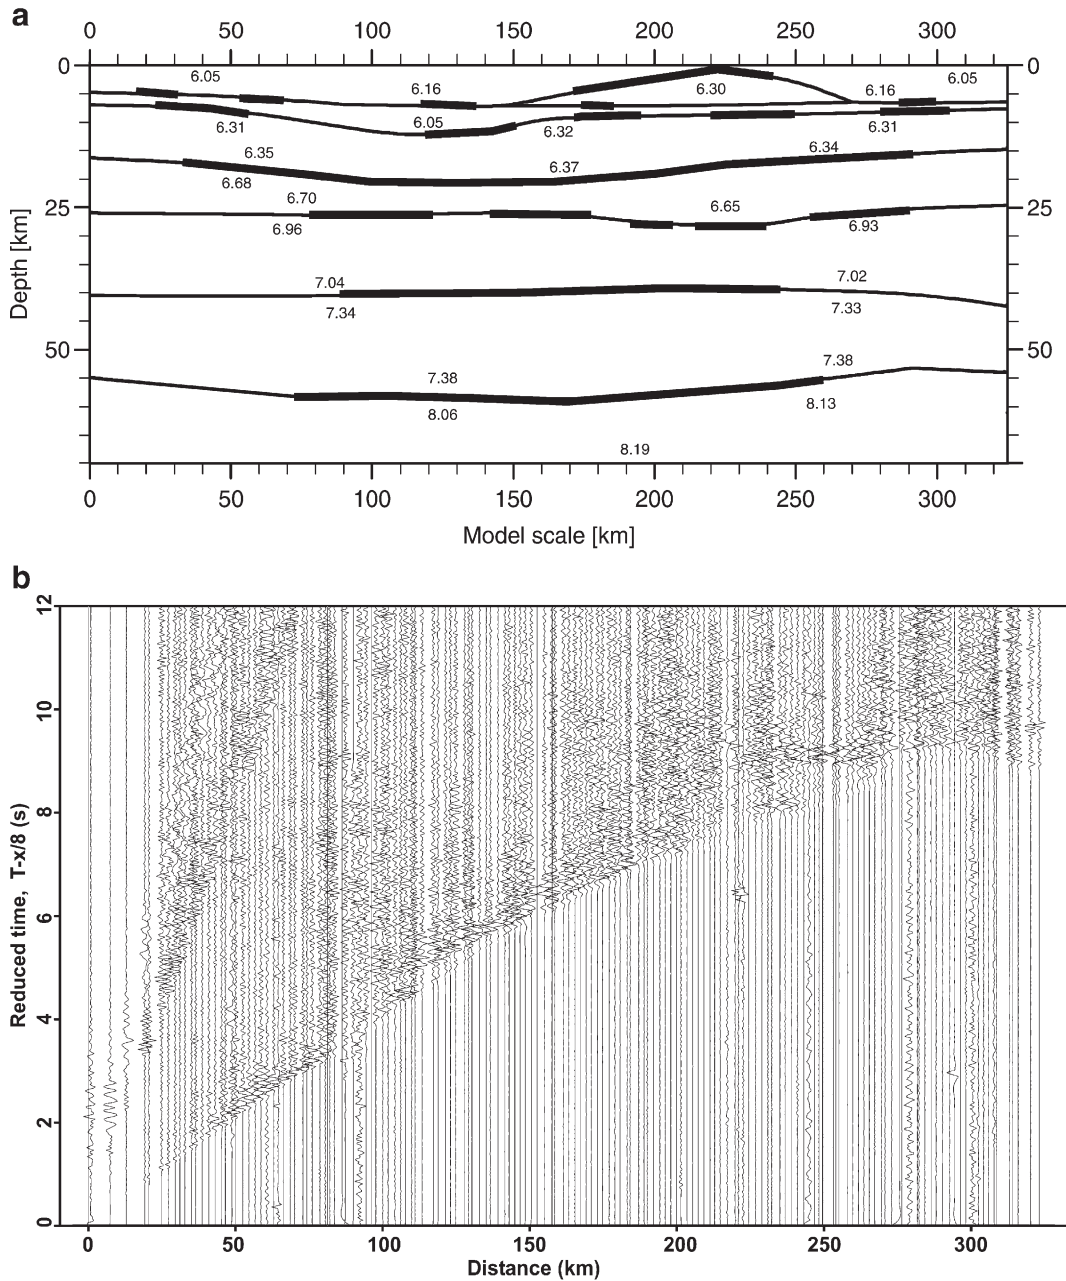 a
0 50 100 150 200 250 300
0 0
6.05 6.05
6.16 6.30 6.16
6.05
6.31 6.32 6.31
6.35 6.37 6.34
6.68
6.70 6.65
25 25
6.96 6.93
7.04 7.02
7.34 7.33
50 50
7.38 7.38
8.06 8.13
8.19
Depth [km]
0 50 100 150 200 250 300
Model scale [km]
b
12
10
8
6
4
2
0
Reduced time, T-x/8 (s)
0 50 100 150 200 250 300
Distance (km)